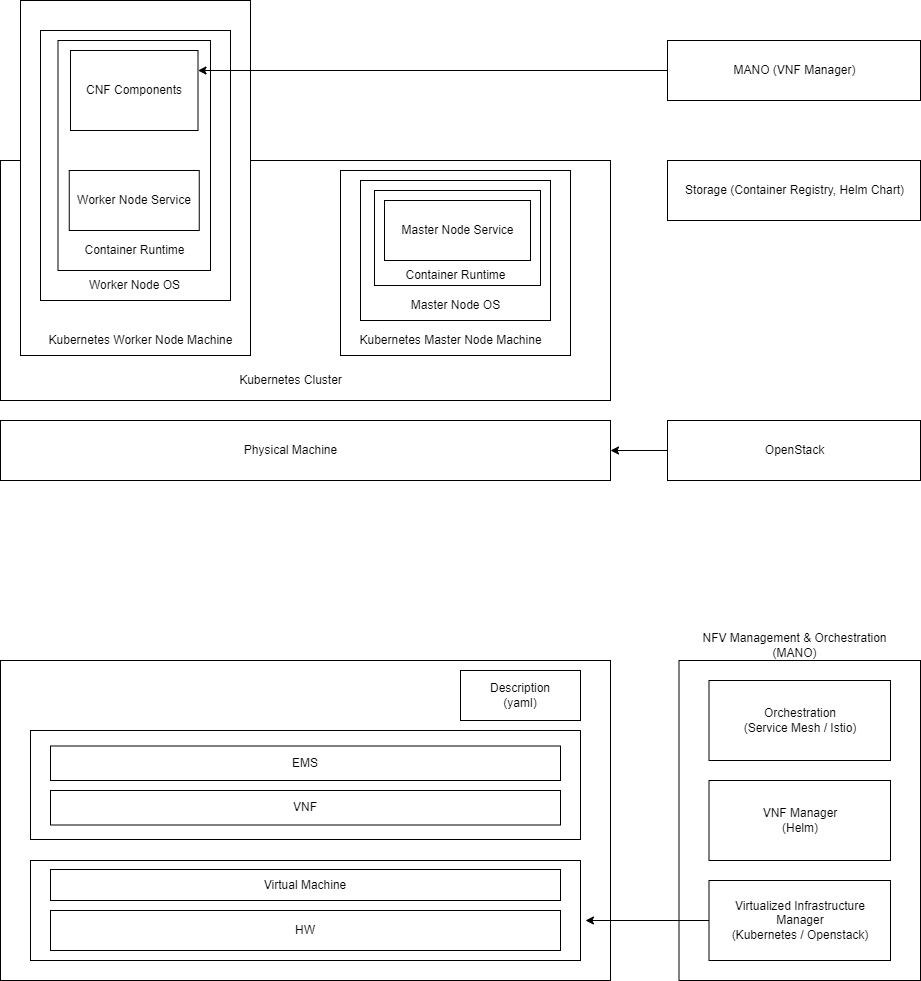 CNF Components
MANO (VNF Manager)
Worker Node Service
Storage (Container Registry, Helm Chart)
Master Node Service
Container Runtime
Container Runtime
Worker Node OS
Master Node OS
Kubernetes Worker Node Machine
Kubernetes Master Node Machine
Kubernetes Cluster
Physical Machine
OpenStack
NFV Management & Orchestration
(MANO)
Description
(yaml)
Orchestration
(Service Mesh / Istio)
EMS
VNF
VNF Manager
(Helm)
Virtual Machine
HW
Virtualized Infrastructure
Manager
(Kubernetes / Openstack)